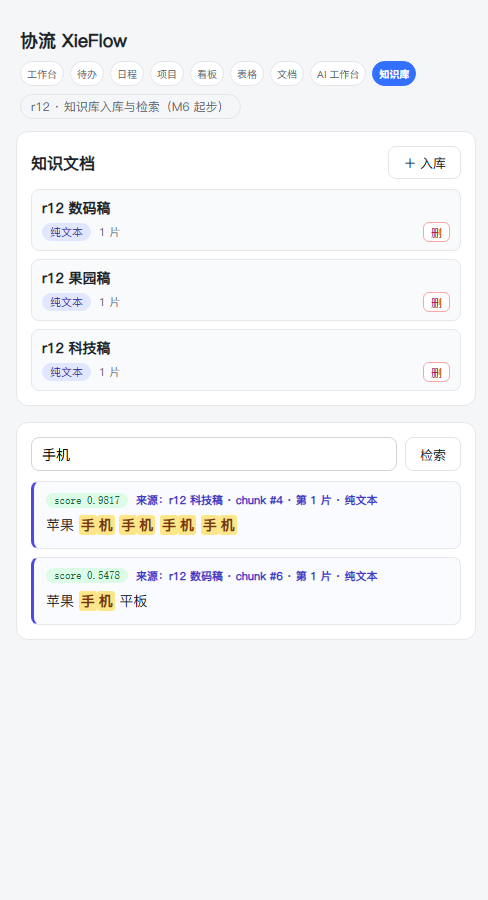 协流 XieFlow
工作台 待办 日程 项目 看板 表格 文档 AI 工作台 知识库
r12 · 知识库入库与检索（M6 起步）
知识文档
＋ 入库
r12 数码稿
纯文本 1 片 删
r12 果园稿
纯文本 1 片 删
r12 科技稿
纯文本 1 片 删
手机 检索
score 0.9817 来源：r12 科技稿 · chunk #4 · 第 1 片 · 纯文本
苹果 手 机 手 机 手 机 手 机
score 0.5478 来源：r12 数码稿 · chunk #6 · 第 1 片 · 纯文本
苹果 手 机 平板